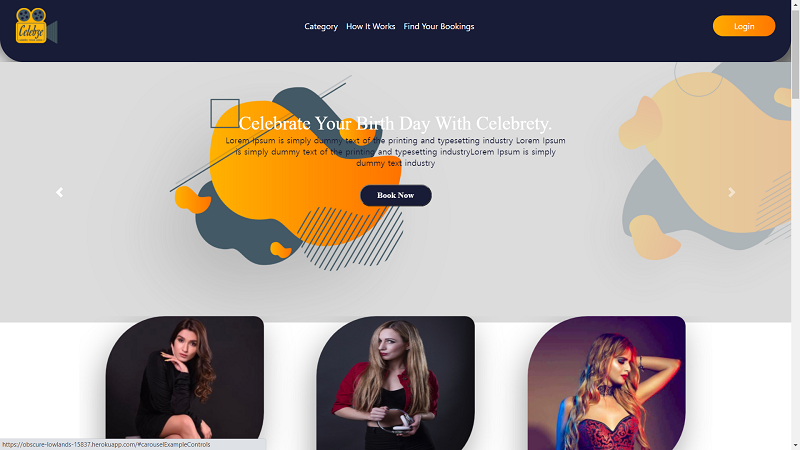 Celebze
Category How It Works Find Your Bookings
Login
Celebrate Your Birth Day With Celebrety.
Lorem Ipsum is simply dummy text of the printing and typesetting industry Lorem Ipsum
is simply dummy text of the printing and typesetting industryLorem Ipsum is simply
dummy text industry
Book Now
https://obscure-lowlands-15837.herokuapp.com/#carouselExampleControls